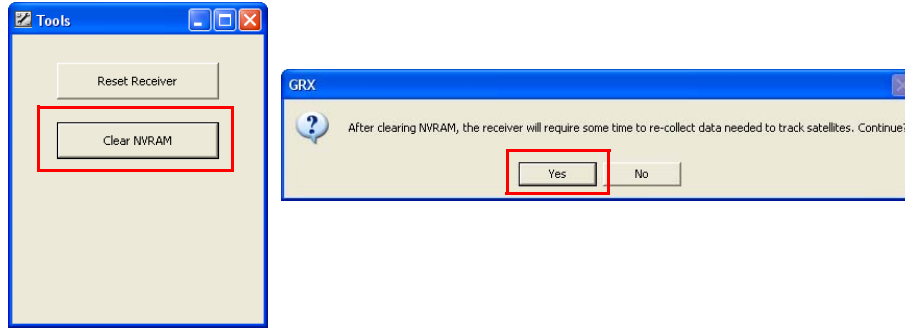 Tools
Reset Receiver
Clear NVRAM
GRX
After clearing NVRAM, the receiver will require some time to re-collect data needed to track satellites. Continue?
Yes
No